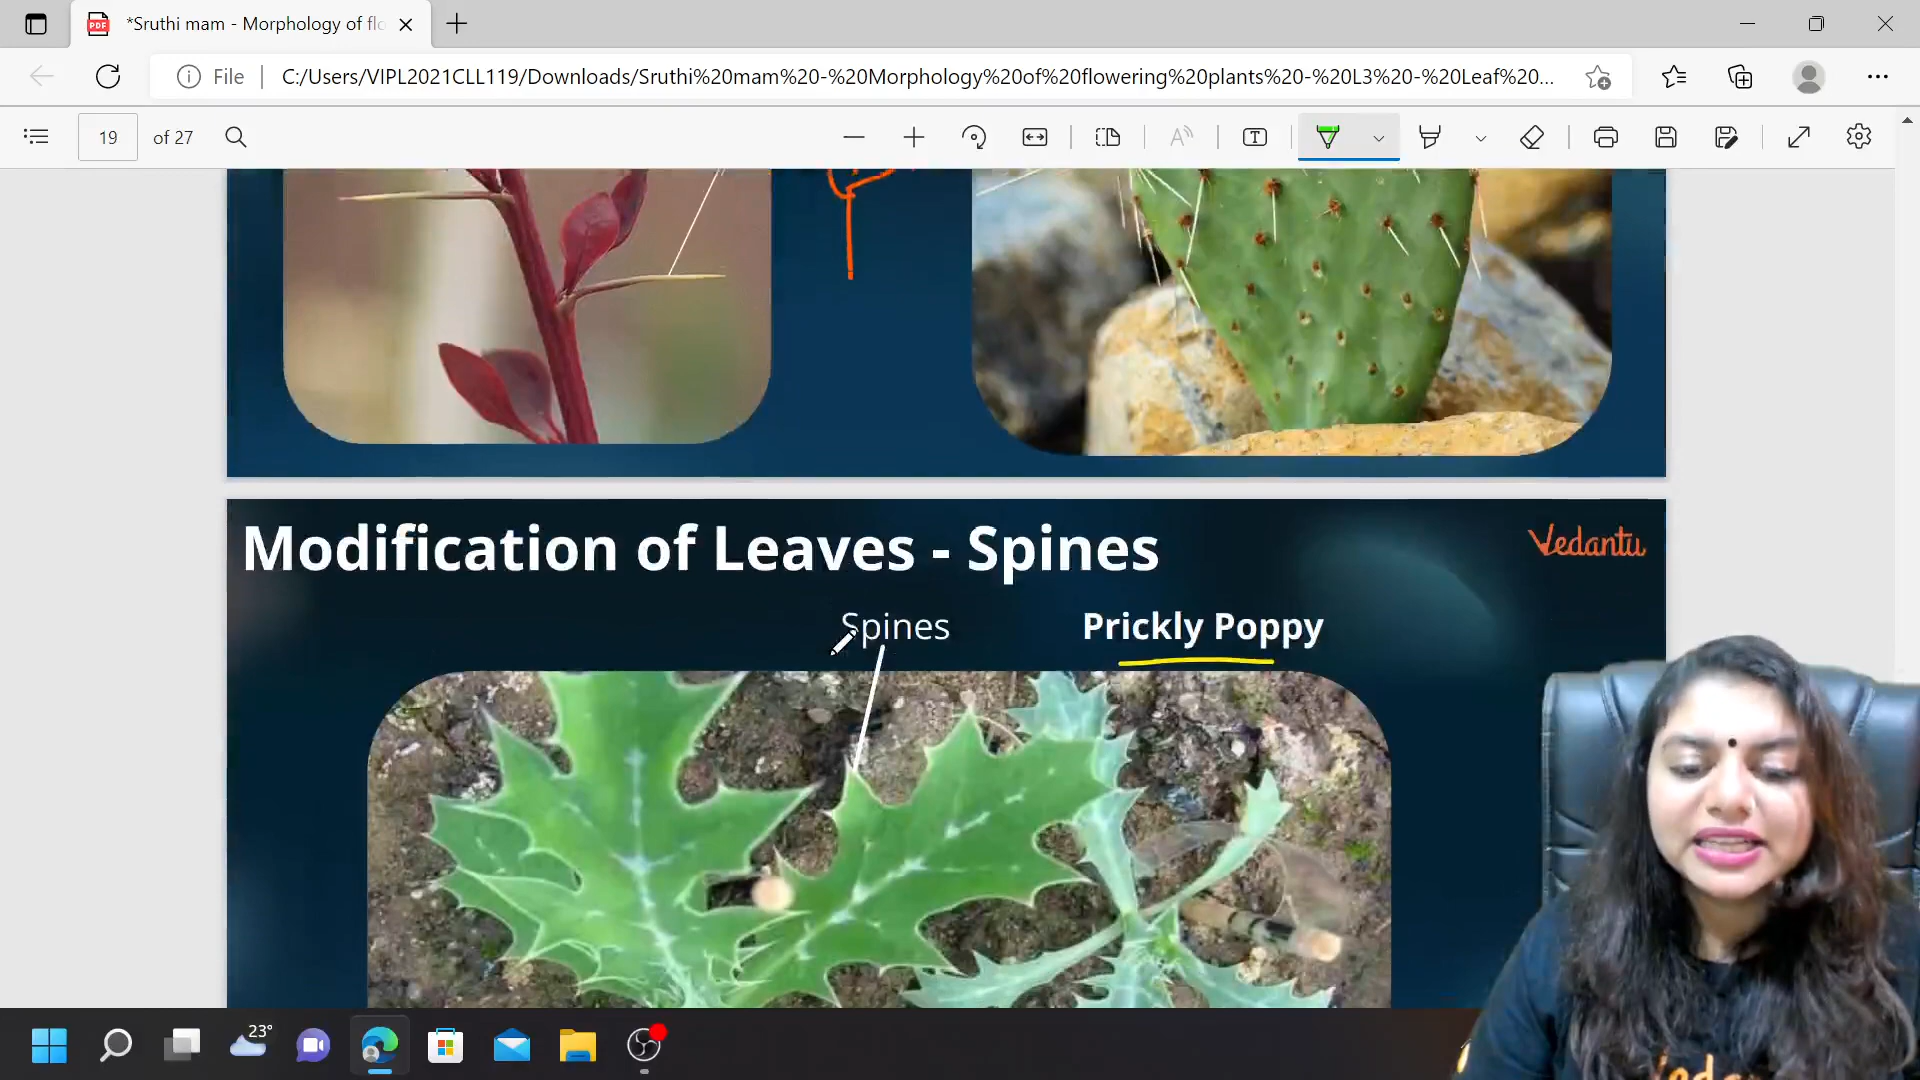 *Sruthi mam - Morphology of flo
File
C:/Users/VIPL2021CLL119/Downloads/Sruthi%20mam%20-%20Morphology%20of%20flowering%20plants%20-%20L3%20-%20Leaf%20...
19 of 27
Modification of Leaves - Spines
Vedantu
Spines
Prickly Poppy
23°